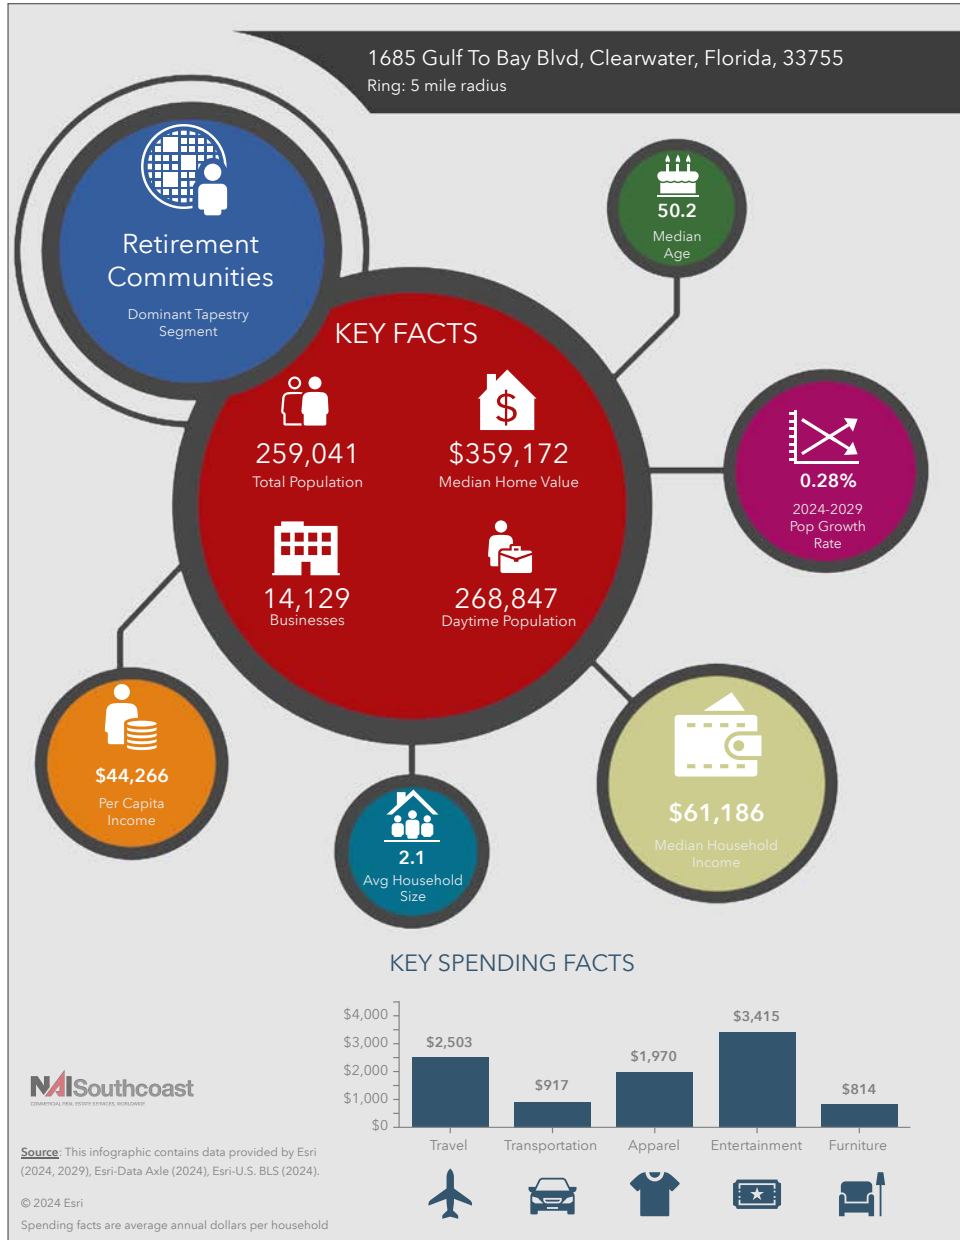 1685 Gulf To Bay Blvd, Clearwater, Florida, 33755
Ring: 5 mile radius
Retirement
Communities
Dominant Tapestry
Segment
50.2
Median
Age
KEY FACTS
259,041
Total Population
$359,172
Median Home Value
14,129
Businesses
268,847
Daytime Population
0.28%
2024-2029
Pop Growth
Rate
$44,266
Per Capita
Income
2.1
Avg Household
Size
$61,186
Median Household
Income
KEY SPENDING FACTS
$4,000
$3,000
$2,000
$1,000
$0
$2,503
$917
$1,970
$3,415
$814
Travel
Transportation
Apparel
Entertainment
Furniture
NAISouthcoast
COMMERCIAL REAL ESTATE SERVICES, WORLDWIDE
Source: This infographic contains data provided by Esri
(2024, 2029), Esri-Data Axle (2024), Esri-U.S. BLS (2024).
© 2024 Esri
Spending facts are average annual dollars per household